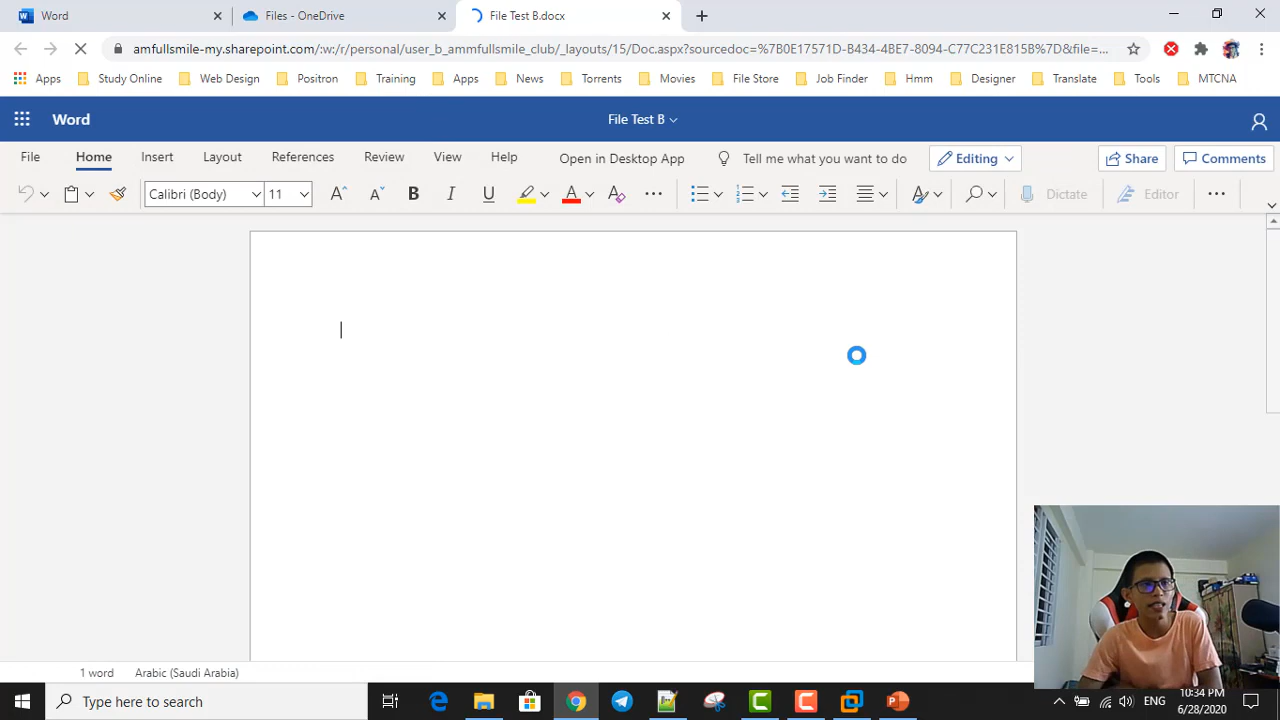 Word
Files - OneDrive
File Test B.docx
amfullsmile-my.sharepoint.com/:w:/r/personal/user_b_ammfullsmile_club/_layouts/15/Doc.aspx?sourcedoc=%7B0E17571D-B434-4BE7-8094-C77C231E815B%7D&file=...
Apps
Study Online
Web Design
Positron
Training
Apps
News
Torrents
Movies
File Store
Job Finder
Hmm
Designer
Translate
Tools
MTCNA
Word
File Test B
File
Home
Insert
Layout
References
Review
View
Help
Open in Desktop App
Tell me what you want to do
Editing
Share
Comments
Calibri (Body)
11
Dictate
Editor
1 word
Arabic (Saudi Arabia)
Type here to search
ENG
10:34 PM
6/28/2020